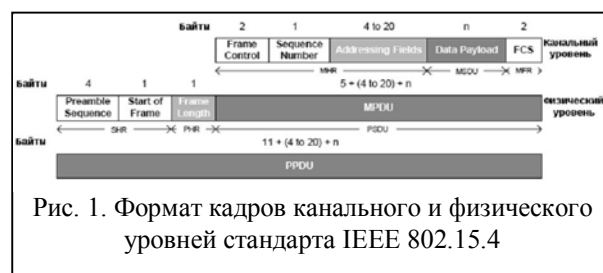 Байты 2 1 4 to 20 n 2
Frame Control Sequence Number Addressing Fields Data Payload FCS Канальный уровень
MHR MSDU MFR
Байты 4 1 1 5 + (4 to 20) + n
Preamble Sequence Start of Frame Frame Length MPDU Физический уровень
SHR PHR PSDU
Байты 11 + (4 to 20) + n
PPDU
Рис. 1. Формат кадров канального и физического
уровней стандарта IEEE 802.15.4